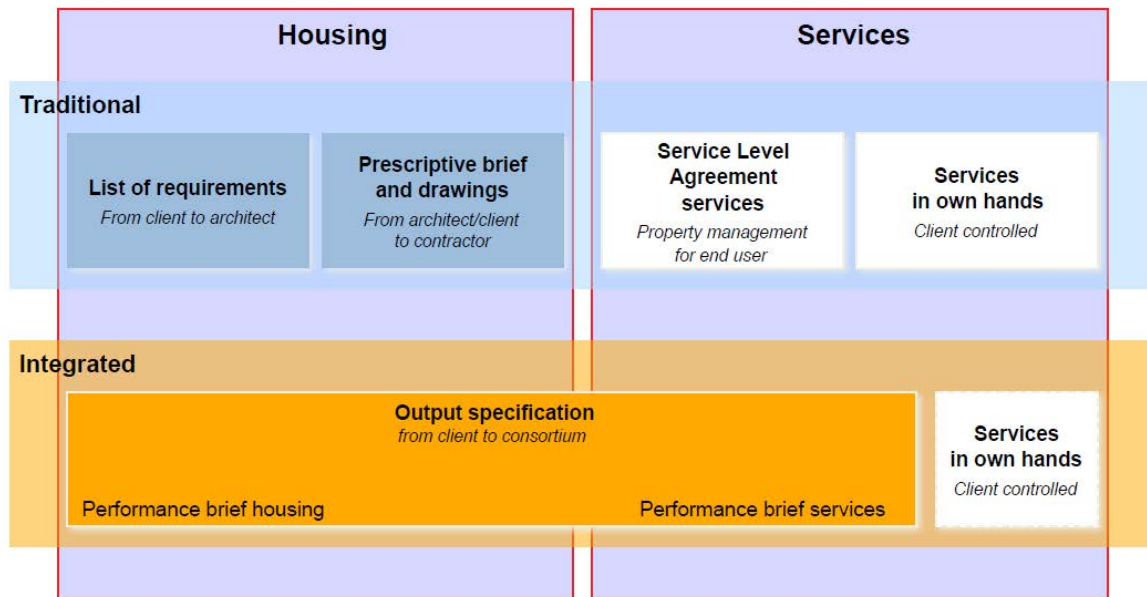 Housing
Services
Traditional
List of requirements
From client to architect
Prescriptive brief
and drawings
From architect/client
to contractor
Service Level
Agreement
services
Property management
for end user
Services
in own hands
Client controlled
Integrated
Output specification
from client to consortium
Performance brief housing
Performance brief services
Services
in own hands
Client controlled